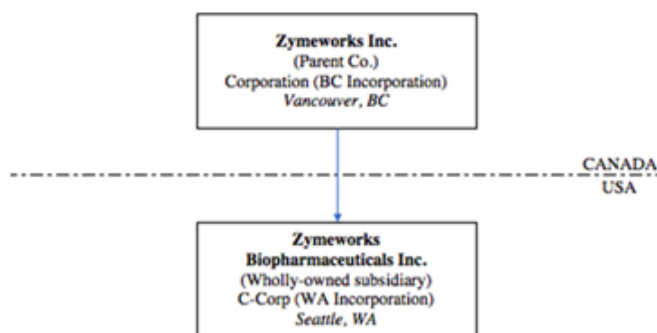 Zymeworks Inc.
(Parent Co.)
Corporation (BC Incorporation)
Vancouver, BC
CANADA
USA
Zymeworks
Biopharmaceuticals Inc.
(Wholly-owned subsidiary)
C-Corp (WA Incorporation)
Seattle, WA